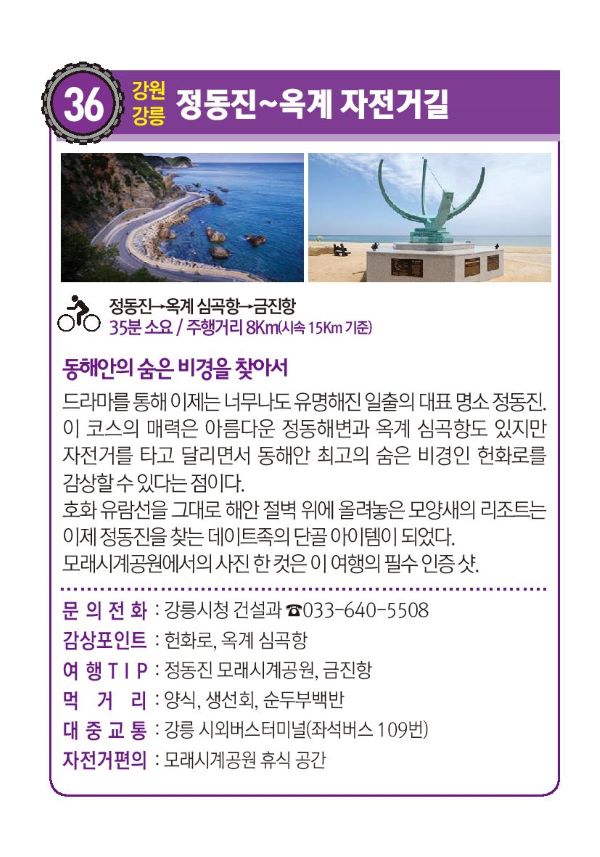 36 강원 강릉 정동진~옥계 자전거길
정동진→옥계 심곡항→금진항
35분 소요 / 주행거리 8Km(시속 15Km 기준)
동해안의 숨은 비경을 찾아서
드라마를 통해 이제는 너무나도 유명해진 일출의 대표 명소 정동진.
이 코스의 매력은 아름다운 정동해변과 옥계 심곡항도 있지만
자전거를 타고 달리면서 동해안 최고의 숨은 비경인 헌화로를
감상할 수 있다는 점이다.
호화 유람선을 그대로 해안 절벽 위에 올려놓은 모양새의 리조트는
이제 정동진을 찾는 데이트족의 단골 아이템이 되었다.
모래시계공원에서의 사진 한 컷은 이 여행의 필수 인증 샷.
문 의 전 화 : 강릉시청 건설과 ☎033-640-5508
감상포인트 : 헌화로, 옥계 심곡항
여 행 T I P : 정동진 모래시계공원, 금진항
먹 거 리 : 양식, 생선회, 순두부백반
대 중 교 통 : 강릉 시외버스터미널(좌석버스 109번)
자전거편의 : 모래시계공원 휴식 공간